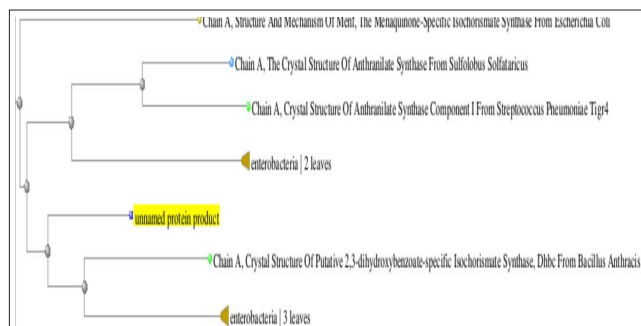 Chain A, Structure And Mechanism Of Menf, The Menaquinone-Specific Isochorismate Synthase From Escherichia Coli
Chain A, The Crystal Structure Of Anthranilate Synthase From Sulfolobus Solfataricus
Chain A, Crystal Structure Of Anthranilate Synthase Component I From Streptococcus Pneumoniae Tigr4
enterobacteria | 2 leaves
unnamed protein product
Chain A, Crystal Structure Of Putative 2,3-dihydroxybenzoate-specific Isochorismate Synthase, Dhbc From Bacillus Anthracis
enterobacteria | 3 leaves